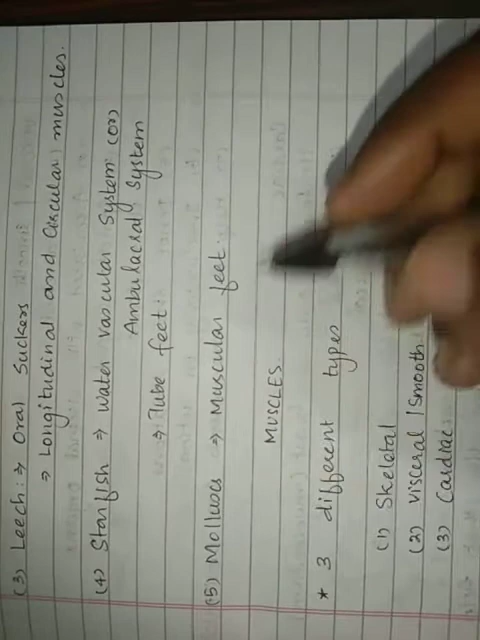 (3) Leech :⇒ Oral Suckers
⇒ Longitudinal and Circular muscles.
(4) Starfish ⇒ Water vascular System (or)
Ambulacral System
⇒ Tube feet
(5) Molluscs ⇒ Muscular feet.
MUSCLES.
* 3 different types
(1) Skeletal
(2) Visceral / Smooth.
(3) Cardiac